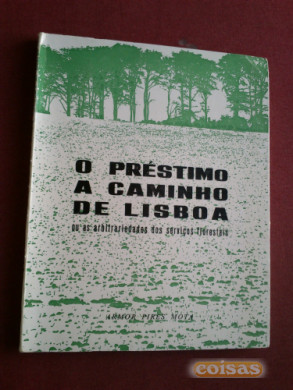 O PRÉSTIMO
A CAMINHO
DE LISBOA
ou as arbitrariedades dos serviços florestais
ARMOR PIRES MOTA
coisas